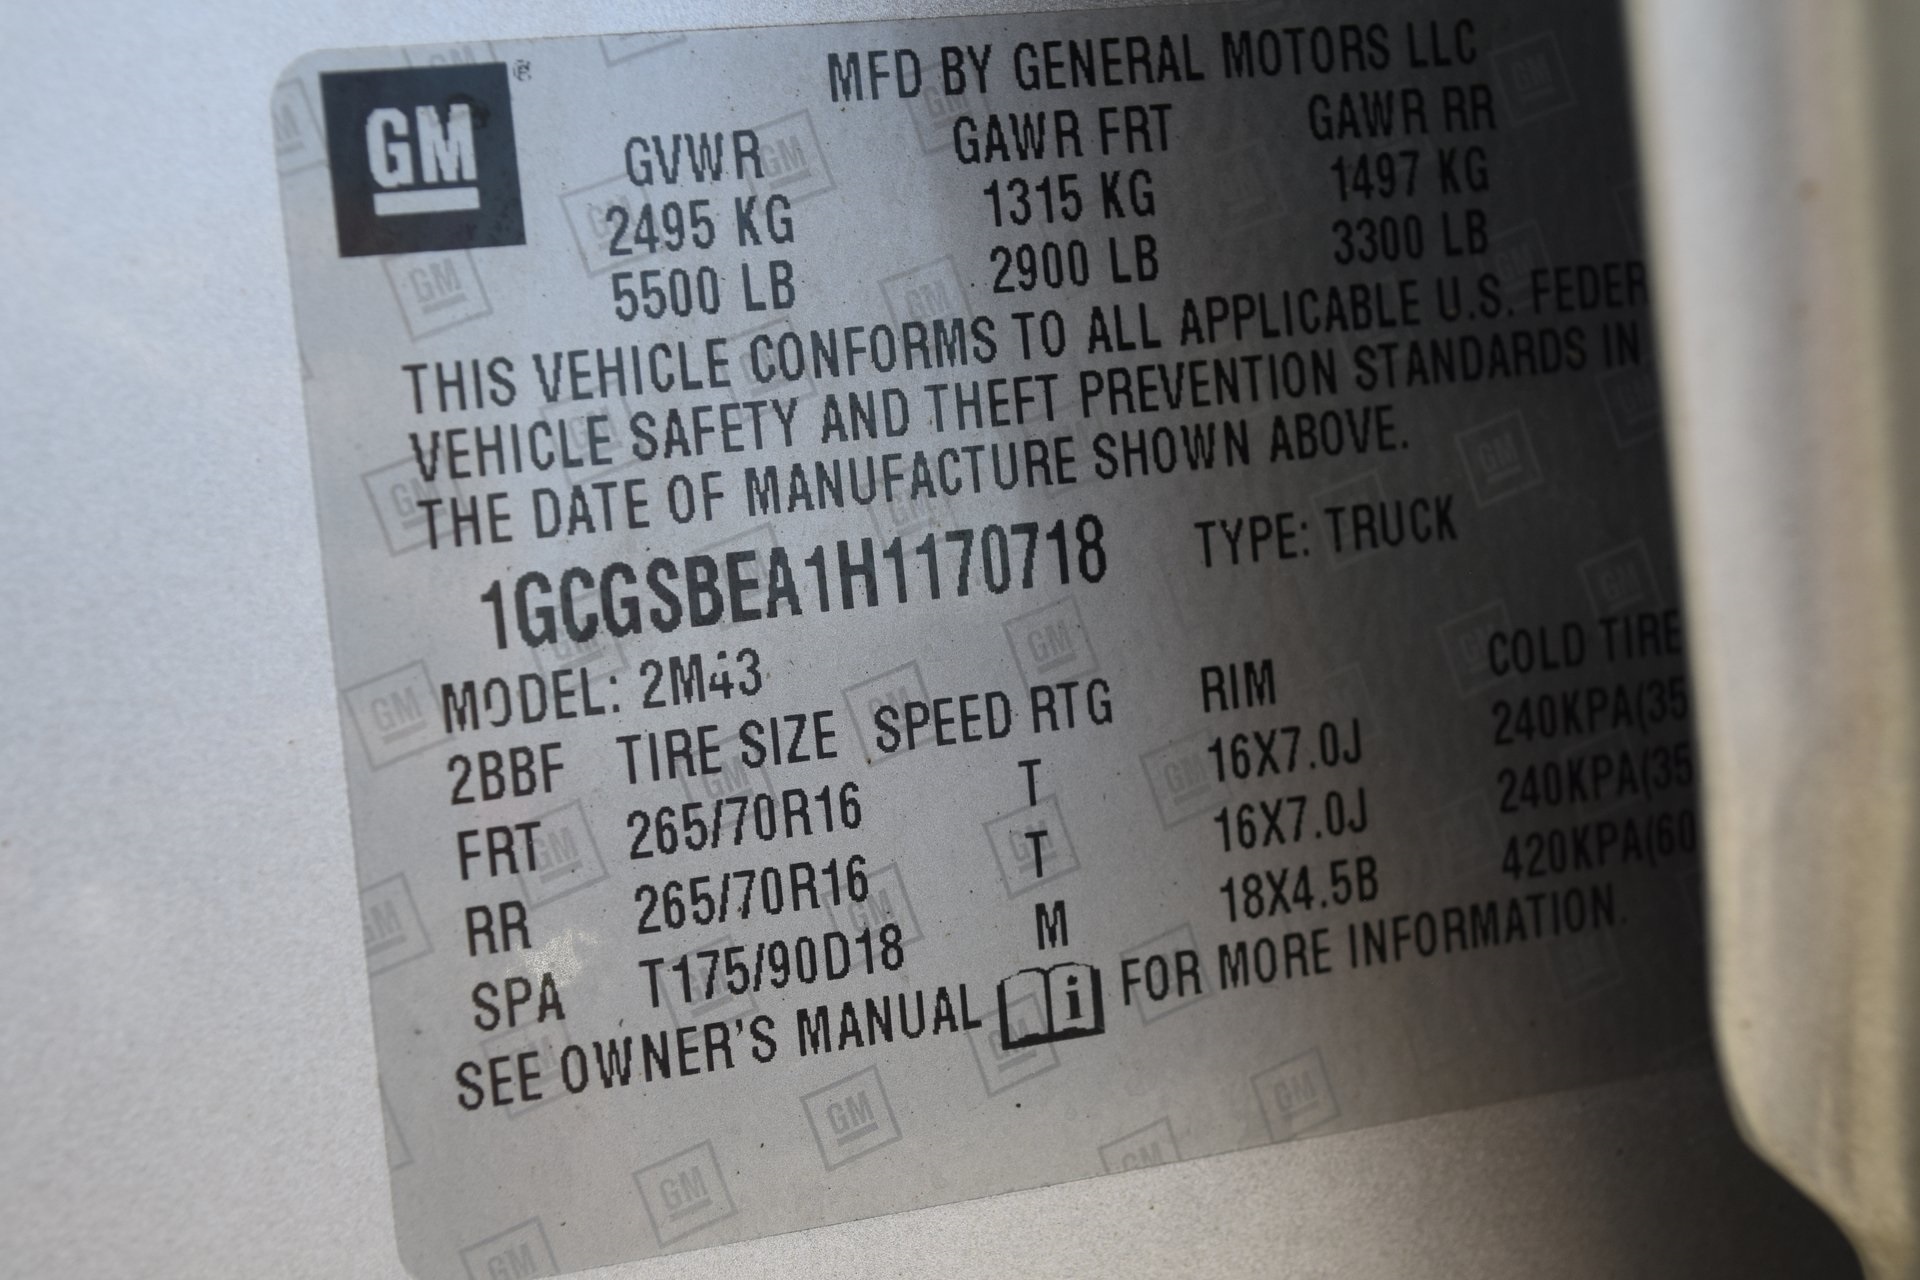 GM ®
MFD BY GENERAL MOTORS LLC
GVWR GAWR FRT GAWR RR
2495 KG 1315 KG 1497 KG
5500 LB 2900 LB 3300 LB
THIS VEHICLE CONFORMS TO ALL APPLICABLE U.S. FEDER
VEHICLE SAFETY AND THEFT PREVENTION STANDARDS IN
THE DATE OF MANUFACTURE SHOWN ABOVE.
1GCGSBEA1H1170718 TYPE: TRUCK
MODEL: 2M43
2BBF TIRE SIZE SPEED RTG RIM COLD TIRE
FRT 265/70R16 T 16X7.0J 240KPA(35
RR 265/70R16 T 16X7.0J 240KPA(35
SPA T175/90D18 M 18X4.5B 420KPA(60
SEE OWNER'S MANUAL i FOR MORE INFORMATION.